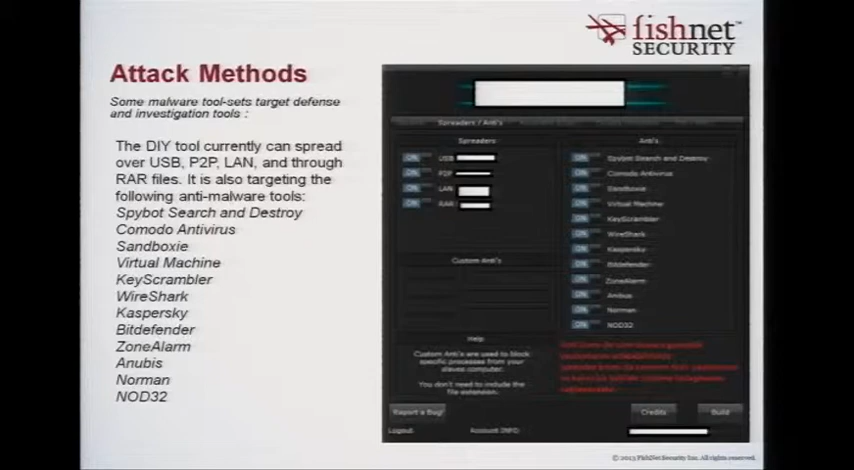 fishnet™
SECURITY
Attack Methods
Some malware tool-sets target defense
and investigation tools :
The DIY tool currently can spread
over USB, P2P, LAN, and through
RAR files. It is also targeting the
following anti-malware tools:
Spybot Search and Destroy
Comodo Antivirus
Sandboxie
Virtual Machine
KeyScrambler
WireShark
Kaspersky
Bitdefender
ZoneAlarm
Anubis
Norman
NOD32
Spreaders / Anti's
Spreaders
ON USB
ON P2P
ON LAN
ON RAR
Custom Anti's
Help
Custom Anti's are used to block
specific processes from your
slaves computer.
You don't need to include the
file extension.
Anti's
ON Spybot Search and Destroy
ON Comodo Antivirus
ON Sandboxie
ON Virtual Machine
ON KeyScrambler
ON WireShark
ON Kaspersky
ON Bitdefender
ON ZoneAlarm
ON Anubis
ON Norman
ON NOD32
Report a Bug!
Credits
Build
Logout
Account INFO
© 2013 FishNet Security Inc. All rights reserved.